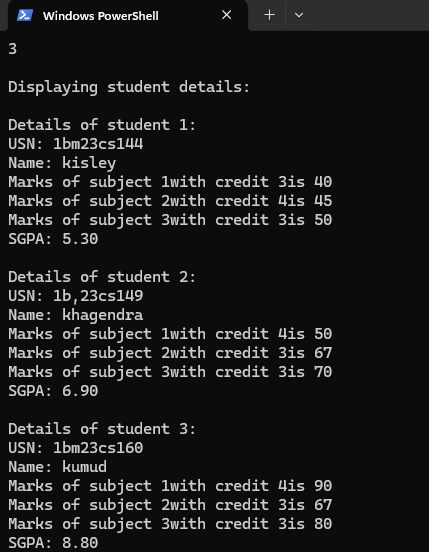 Windows PowerShell
3
Displaying student details:
Details of student 1:
USN: 1bm23cs144
Name: kisley
Marks of subject 1with credit 3is 40
Marks of subject 2with credit 4is 45
Marks of subject 3with credit 3is 50
SGPA: 5.30
Details of student 2:
USN: 1b,23cs149
Name: khagendra
Marks of subject 1with credit 4is 50
Marks of subject 2with credit 3is 67
Marks of subject 3with credit 3is 70
SGPA: 6.90
Details of student 3:
USN: 1bm23cs160
Name: kumud
Marks of subject 1with credit 4is 90
Marks of subject 2with credit 3is 67
Marks of subject 3with credit 3is 80
SGPA: 8.80